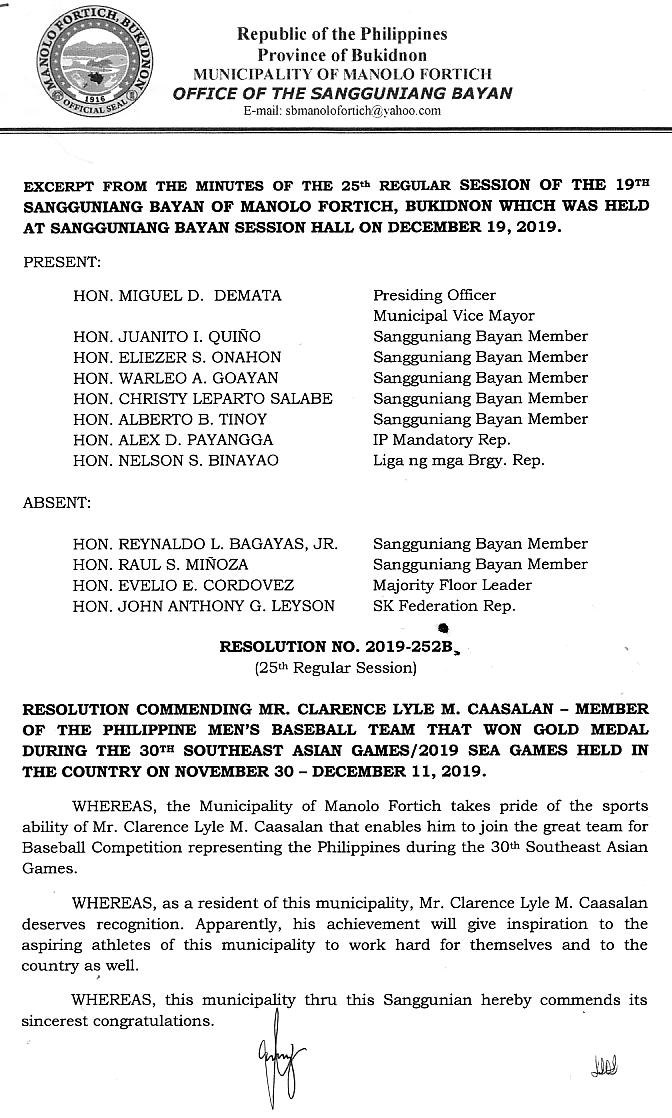 MANOLO FORTICH, BUKIDNON
1916
OFFICIAL SEAL
Republic of the Philippines
Province of Bukidnon
MUNICIPALITY OF MANOLO FORTICH
OFFICE OF THE SANGGUNIANG BAYAN
E-mail: sbmanolofortich@yahoo.com
EXCERPT FROM THE MINUTES OF THE 25th REGULAR SESSION OF THE 19TH
SANGGUNIANG BAYAN OF MANOLO FORTICH, BUKIDNON WHICH WAS HELD
AT SANGGUNIANG BAYAN SESSION HALL ON DECEMBER 19, 2019.
PRESENT:
HON. MIGUEL D. DEMATA Presiding Officer
Municipal Vice Mayor
HON. JUANITO I. QUIÑO Sangguniang Bayan Member
HON. ELIEZER S. ONAHON Sangguniang Bayan Member
HON. WARLEO A. GOAYAN Sangguniang Bayan Member
HON. CHRISTY LEPARTO SALABE Sangguniang Bayan Member
HON. ALBERTO B. TINOY Sangguniang Bayan Member
HON. ALEX D. PAYANGGA IP Mandatory Rep.
HON. NELSON S. BINAYAO Liga ng mga Brgy. Rep.
ABSENT:
HON. REYNALDO L. BAGAYAS, JR. Sangguniang Bayan Member
HON. RAUL S. MIÑOZA Sangguniang Bayan Member
HON. EVELIO E. CORDOVEZ Majority Floor Leader
HON. JOHN ANTHONY G. LEYSON SK Federation Rep.
RESOLUTION NO. 2019-252B
(25th Regular Session)
RESOLUTION COMMENDING MR. CLARENCE LYLE M. CAASALAN – MEMBER
OF THE PHILIPPINE MEN'S BASEBALL TEAM THAT WON GOLD MEDAL
DURING THE 30TH SOUTHEAST ASIAN GAMES/2019 SEA GAMES HELD IN
THE COUNTRY ON NOVEMBER 30 – DECEMBER 11, 2019.
WHEREAS, the Municipality of Manolo Fortich takes pride of the sports
ability of Mr. Clarence Lyle M. Caasalan that enables him to join the great team for
Baseball Competition representing the Philippines during the 30th Southeast Asian
Games.
WHEREAS, as a resident of this municipality, Mr. Clarence Lyle M. Caasalan
deserves recognition. Apparently, his achievement will give inspiration to the
aspiring athletes of this municipality to work hard for themselves and to the
country as well.
WHEREAS, this municipality thru this Sanggunian hereby commends its
sincerest congratulations.